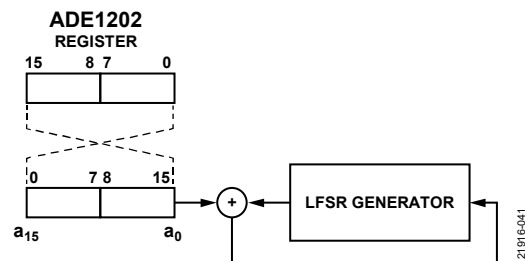 ADE1202
REGISTER
15 8 7 0
0 7 8 15
+
LFSR GENERATOR
a15 a0
21916-041